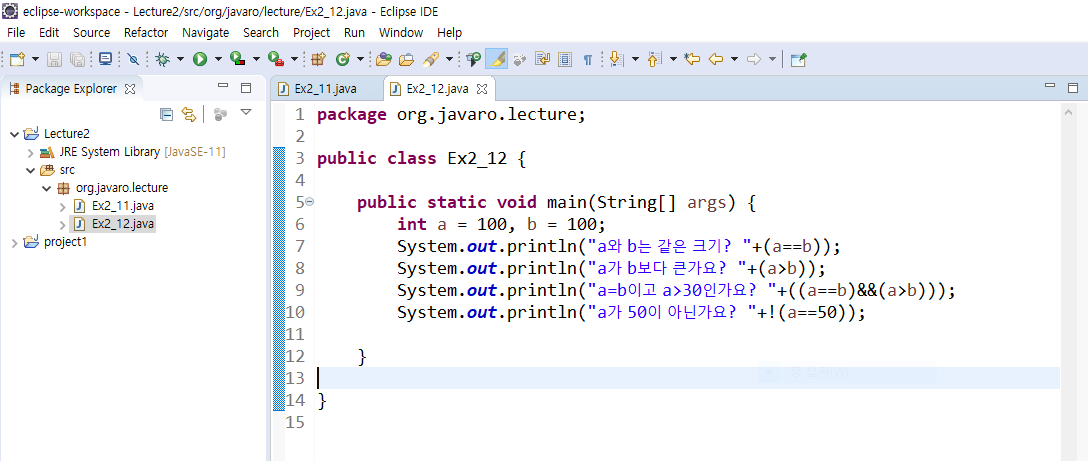 eclipse-workspace - Lecture2/src/org/javaro/lecture/Ex2_12.java - Eclipse IDE
File Edit Source Refactor Navigate Search Project Run Window Help
Package Explorer
Ex2_11.java
Ex2_12.java
Lecture2
JRE System Library [JavaSE-11]
src
org.javaro.lecture
Ex2_11.java
Ex2_12.java
project1
1 package org.javaro.lecture;
2
3 public class Ex2_12 {
4
5 public static void main(String[] args) {
6 int a = 100, b = 100;
7 System.out.println("a와 b는 같은 크기? "+(a==b));
8 System.out.println("a가 b보다 큰가요? "+(a>b));
9 System.out.println("a=b이고 a>30인가요? "+((a==b)&&(a>b)));
10 System.out.println("a가 50이 아닌가요? "+!(a==50));
11
12 }
13
14 }
15